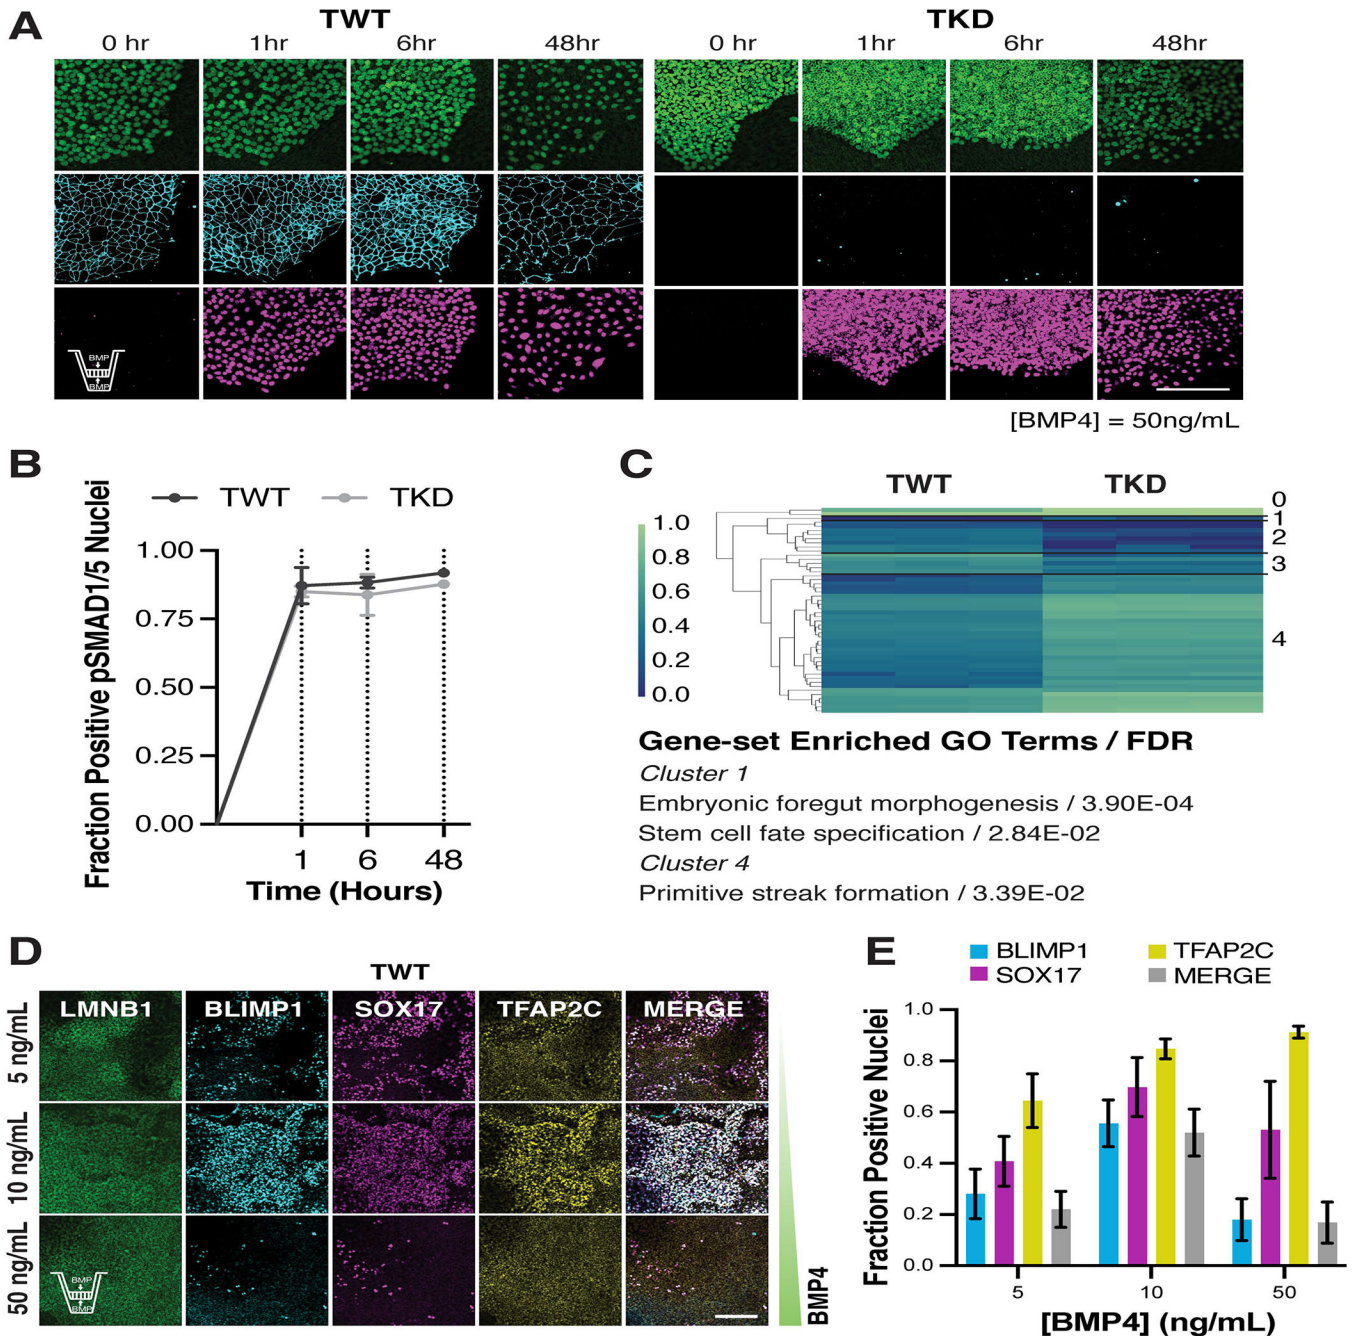 A
TWT
TKD
0 hr 1hr 6hr 48hr 0 hr 1hr 6hr 48hr
BMP
BMP
[BMP4] = 50ng/mL
B
TWT TKD
Fraction Positive pSMAD1/5 Nuclei
1.00
0.75
0.50
0.25
0.00
1 6 48
Time (Hours)
C
TWT TKD
1.0
0.8
0.6
0.4
0.2
0.0
0
1
2
3
4
Gene-set Enriched GO Terms / FDR
Cluster 1
Embryonic foregut morphogenesis / 3.90E-04
Stem cell fate specification / 2.84E-02
Cluster 4
Primitive streak formation / 3.39E-02
D
TWT
LMNB1 BLIMP1 SOX17 TFAP2C MERGE
5 ng/mL
10 ng/mL
50 ng/mL
BMP
BMP
BMP4
E
BLIMP1 TFAP2C
SOX17 MERGE
Fraction Positive Nuclei
1.0
0.8
0.6
0.4
0.2
0.0
5 10 50
[BMP4] (ng/mL)